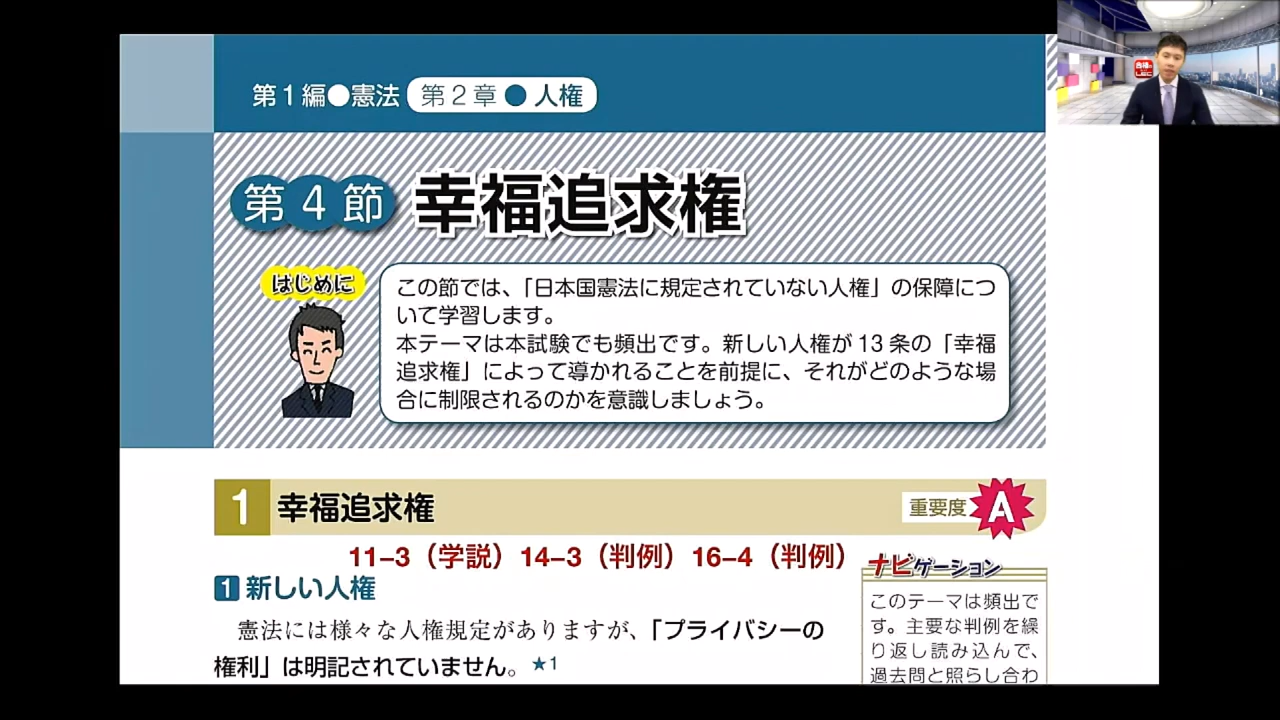 第1編●憲法 第2章●人権
第4節 幸福追求権
はじめに
この節では、「日本国憲法に規定されていない人権」の保障につ
いて学習します。
本テーマは本試験でも頻出です。新しい人権が13条の「幸福
追求権」によって導かれることを前提に、それがどのような場
合に制限されるのかを意識しましょう。
1 幸福追求権
重要度 A
11−3（学説）14−3（判例）16−4（判例）
1 新しい人権
憲法には様々な人権規定がありますが、「プライバシーの
権利」は明記されていません。★1
ナビゲーション
このテーマは頻出で
す。主要な判例を繰
り返し読み込んで、
過去問と照らし合わ